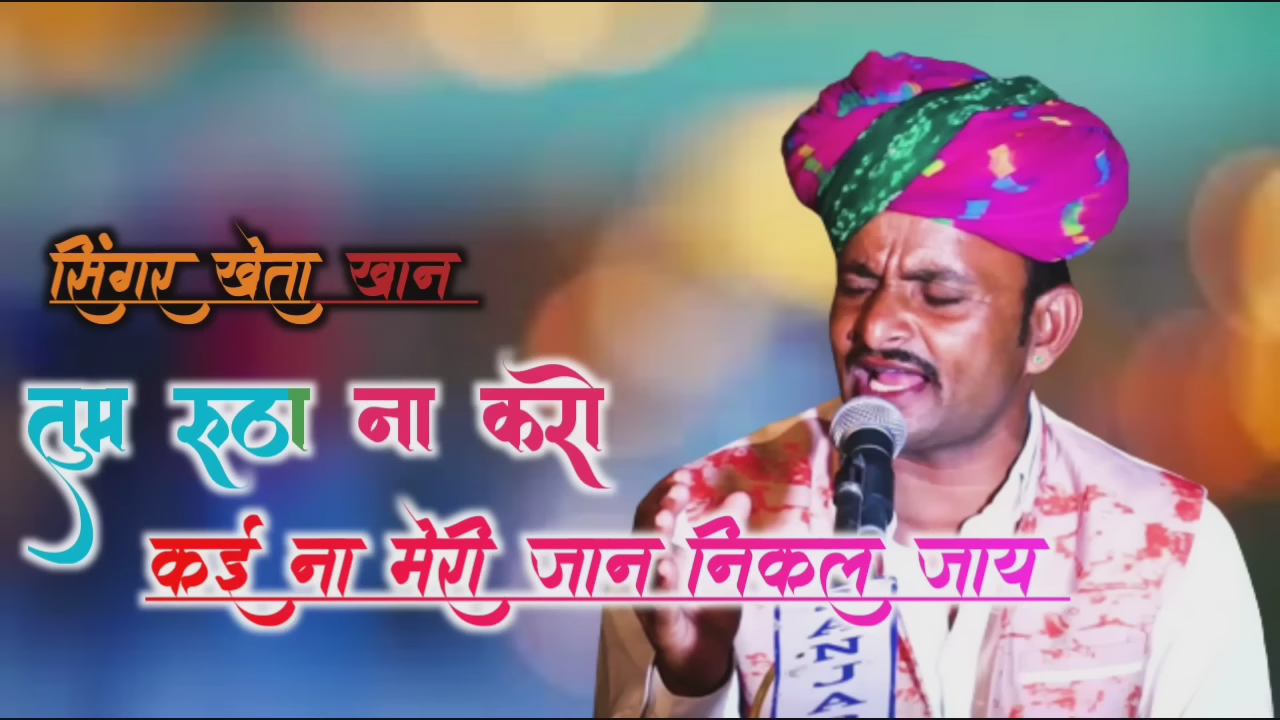 सिंगर खेता खान
तुम रुठा ना करो
कई ना मेरी जान निकल जाय